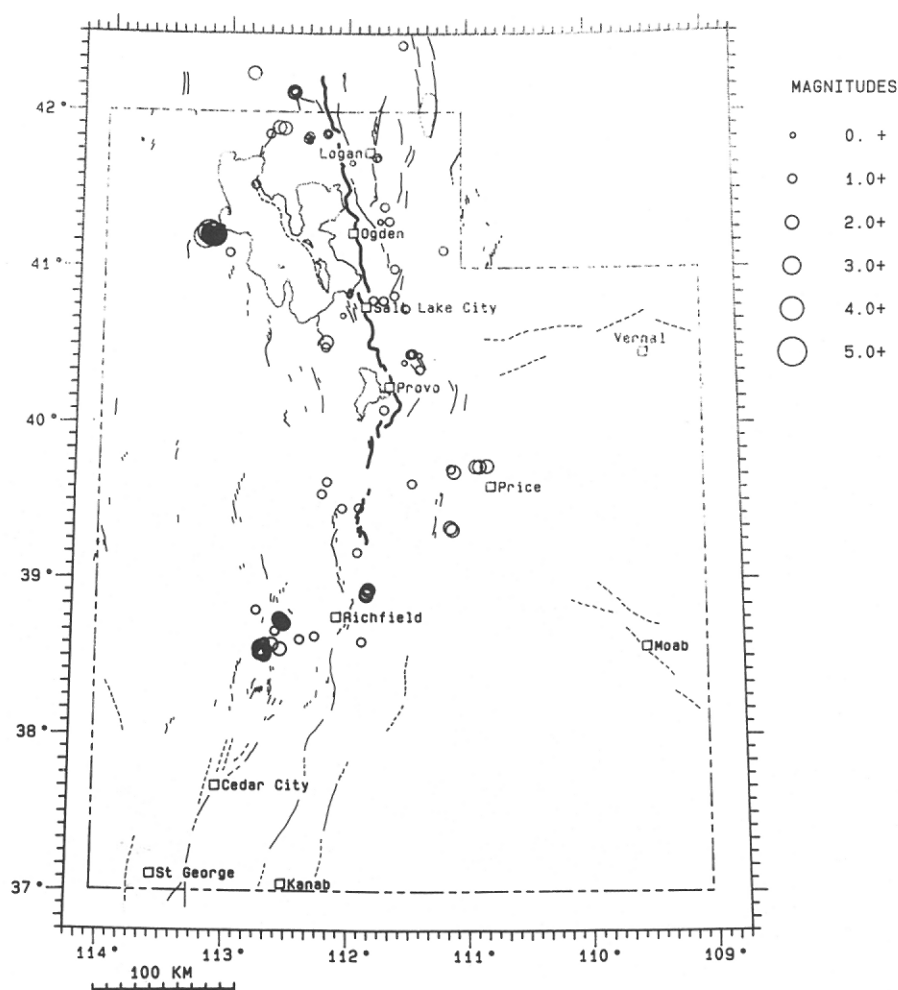 MAGNITUDES
0. +
1.0+
2.0+
3.0+
4.0+
5.0+
42°
41°
40°
39°
38°
37°
Logan
Ogden
Salt Lake City
Vernal
Provo
Price
Richfield
Moab
Cedar City
St George
Kanab
114° 113° 112° 111° 110° 109°
100 KM